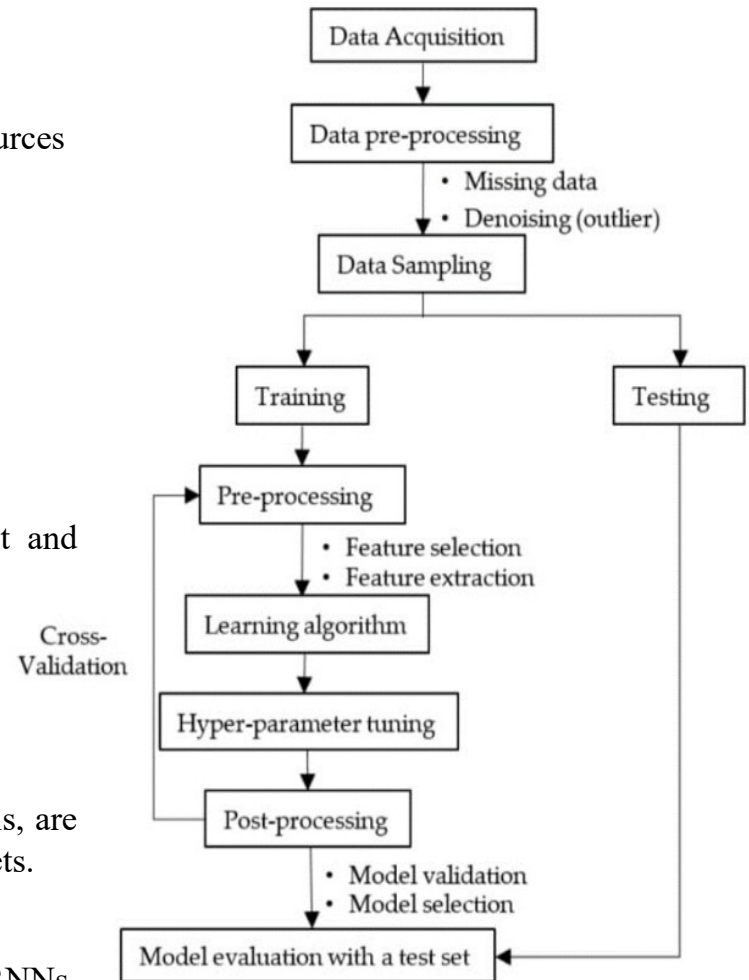 Data Acquisition
urces
Data pre-processing
• Missing data
• Denoising (outlier)
Data Sampling
Training
Testing
Pre-processing
t and
• Feature selection
• Feature extraction
Learning algorithm
Cross-
Validation
Hyper-parameter tuning
Post-processing
s, are
ets.
• Model validation
• Model selection
Model evaluation with a test set